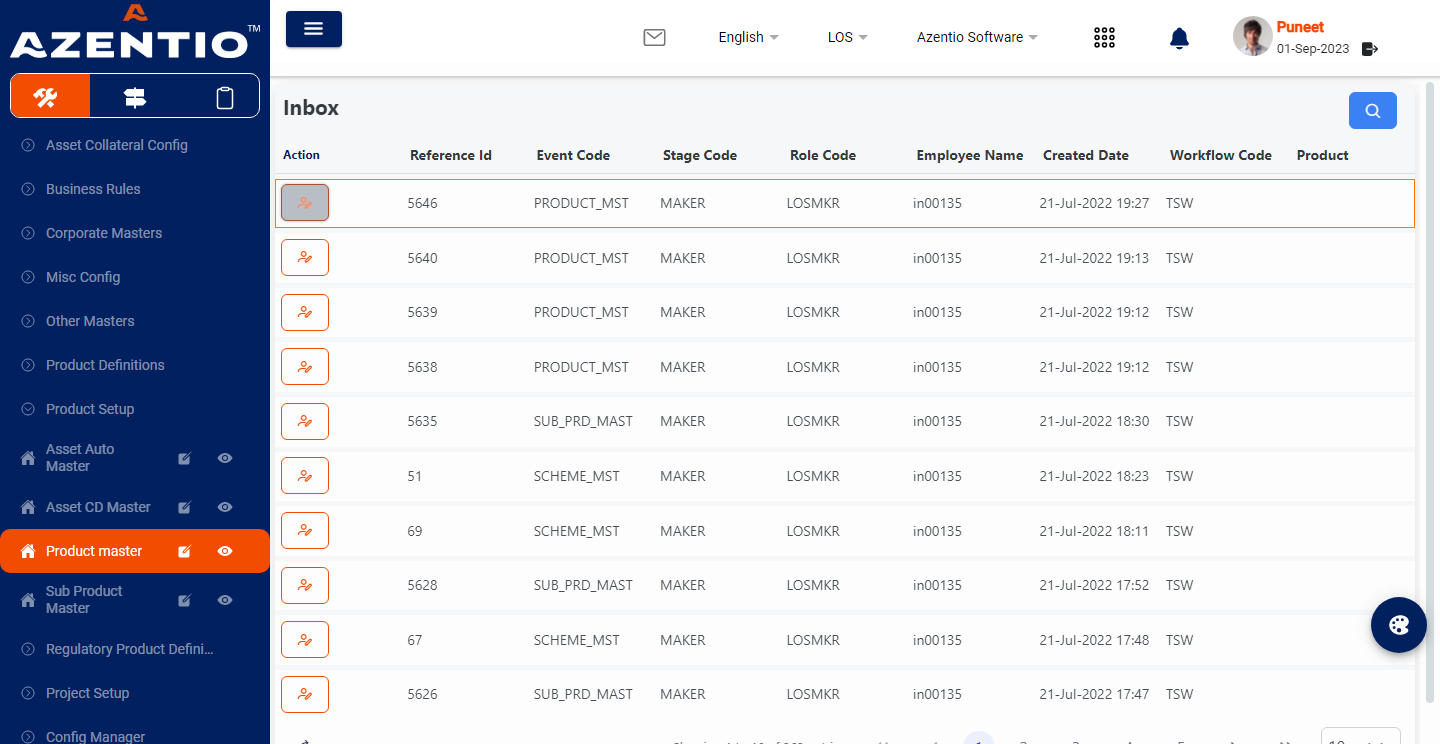 AZENTIO™
English
LOS
Azentio Software
Puneet
01-Sep-2023
Asset Collateral Config
Business Rules
Corporate Masters
Misc Config
Other Masters
Product Definitions
Product Setup
Asset Auto
Master
Asset CD Master
Product master
Sub Product
Master
Regulatory Product Defini...
Project Setup
Config Manager
Inbox
Action Reference Id Event Code Stage Code Role Code Employee Name Created Date Workflow Code Product
5646 PRODUCT_MST MAKER LOSMKR in00135 21-Jul-2022 19:27 TSW
5640 PRODUCT_MST MAKER LOSMKR in00135 21-Jul-2022 19:13 TSW
5639 PRODUCT_MST MAKER LOSMKR in00135 21-Jul-2022 19:12 TSW
5638 PRODUCT_MST MAKER LOSMKR in00135 21-Jul-2022 19:12 TSW
5635 SUB_PRD_MAST MAKER LOSMKR in00135 21-Jul-2022 18:30 TSW
51 SCHEME_MST MAKER LOSMKR in00135 21-Jul-2022 18:23 TSW
69 SCHEME_MST MAKER LOSMKR in00135 21-Jul-2022 18:11 TSW
5628 SUB_PRD_MAST MAKER LOSMKR in00135 21-Jul-2022 17:52 TSW
67 SCHEME_MST MAKER LOSMKR in00135 21-Jul-2022 17:48 TSW
5626 SUB_PRD_MAST MAKER LOSMKR in00135 21-Jul-2022 17:47 TSW